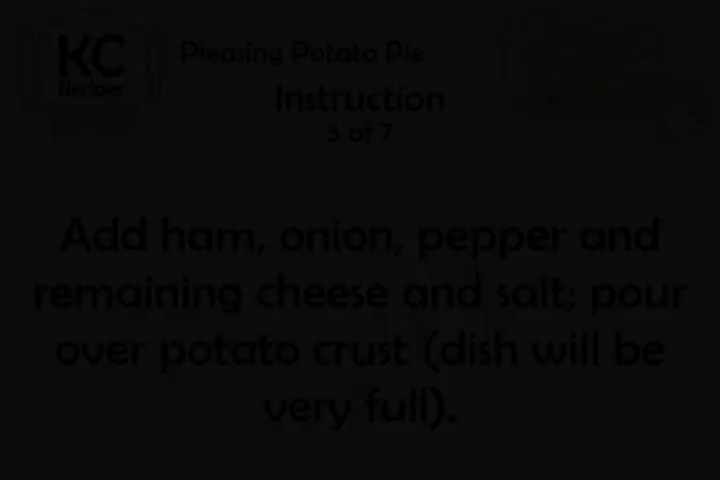 KC
Recipes
Pleasing Potato Pie
Instruction
5 of 7
Add ham, onion, pepper and
remaining cheese and salt; pour
over potato crust (dish will be
very full).